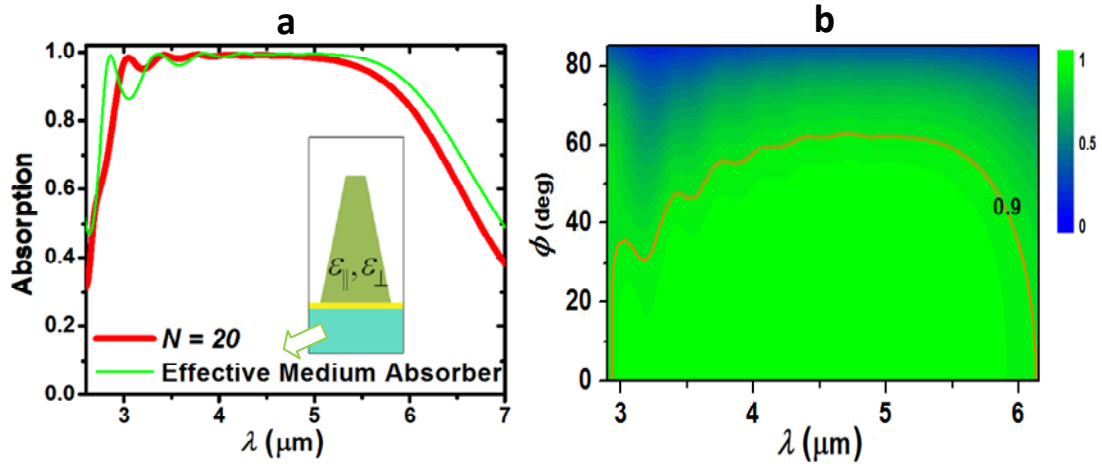 a
1.0
0.8
0.6
0.4
0.2
0.0
Absorption
ε∥, ε⊥
N = 20
Effective Medium Absorber
3 4 5 6 7
λ (μm)
b
80
60
40
20
0
ϕ (deg)
0.9
3 4 5 6
λ (μm)
1
0.5
0